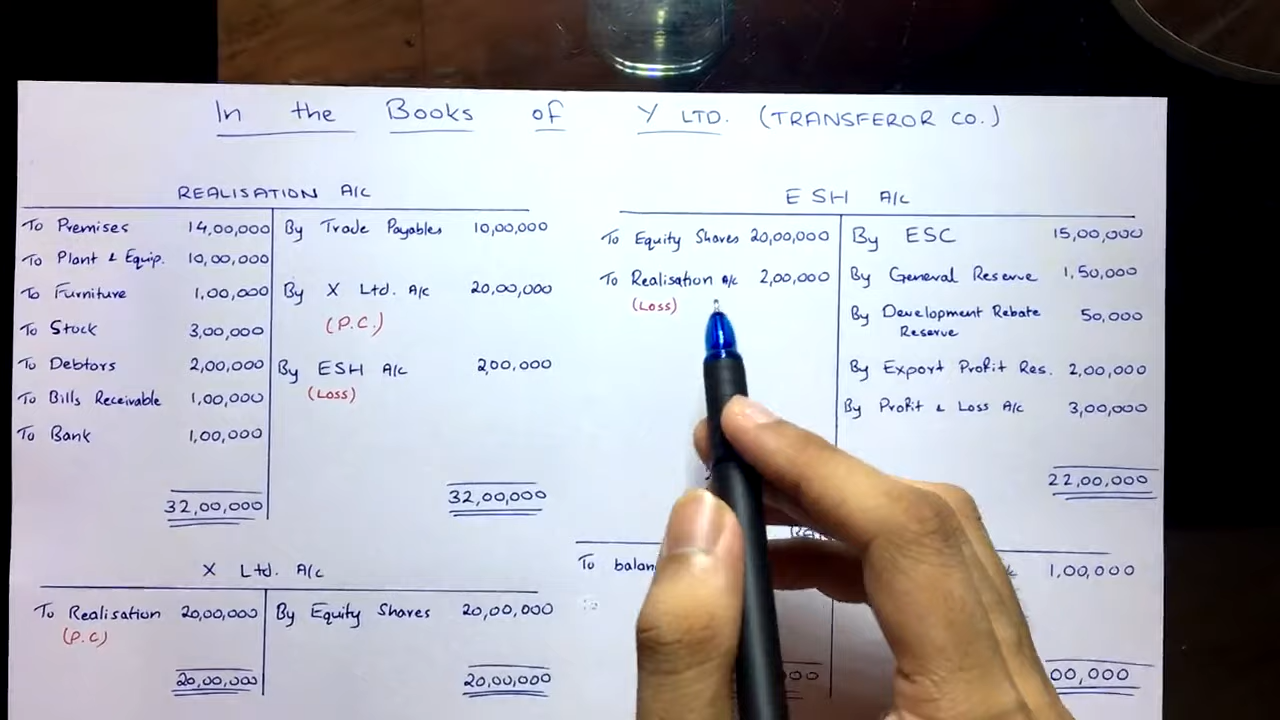 In the Books of Y LTD. (TRANSFEROR CO.)
REALISATION A/C
To Premises 14,00,000 By Trade Payables 10,00,000
To Plant & Equip. 10,00,000
To Furniture 1,00,000 By X Ltd. A/C 20,00,000
(P.C.)
To Stock 3,00,000
To Debtors 2,00,000 By ESH A/C 2,00,000
(Loss)
To Bills Receivable 1,00,000
To Bank 1,00,000
32,00,000 32,00,000
ESH A/C
To Equity Shares 20,00,000 By ESC 15,00,000
To Realisation A/C 2,00,000 By General Reserve 1,50,000
(Loss)
By Development Rebate 50,000
Reserve
By Export Profit Res. 2,00,000
By Profit & Loss A/C 3,00,000
22,00,000
X Ltd. A/C
To Realisation 20,00,000 By Equity Shares 20,00,000
(P.C)
20,00,000 20,00,000
To 1,00,000